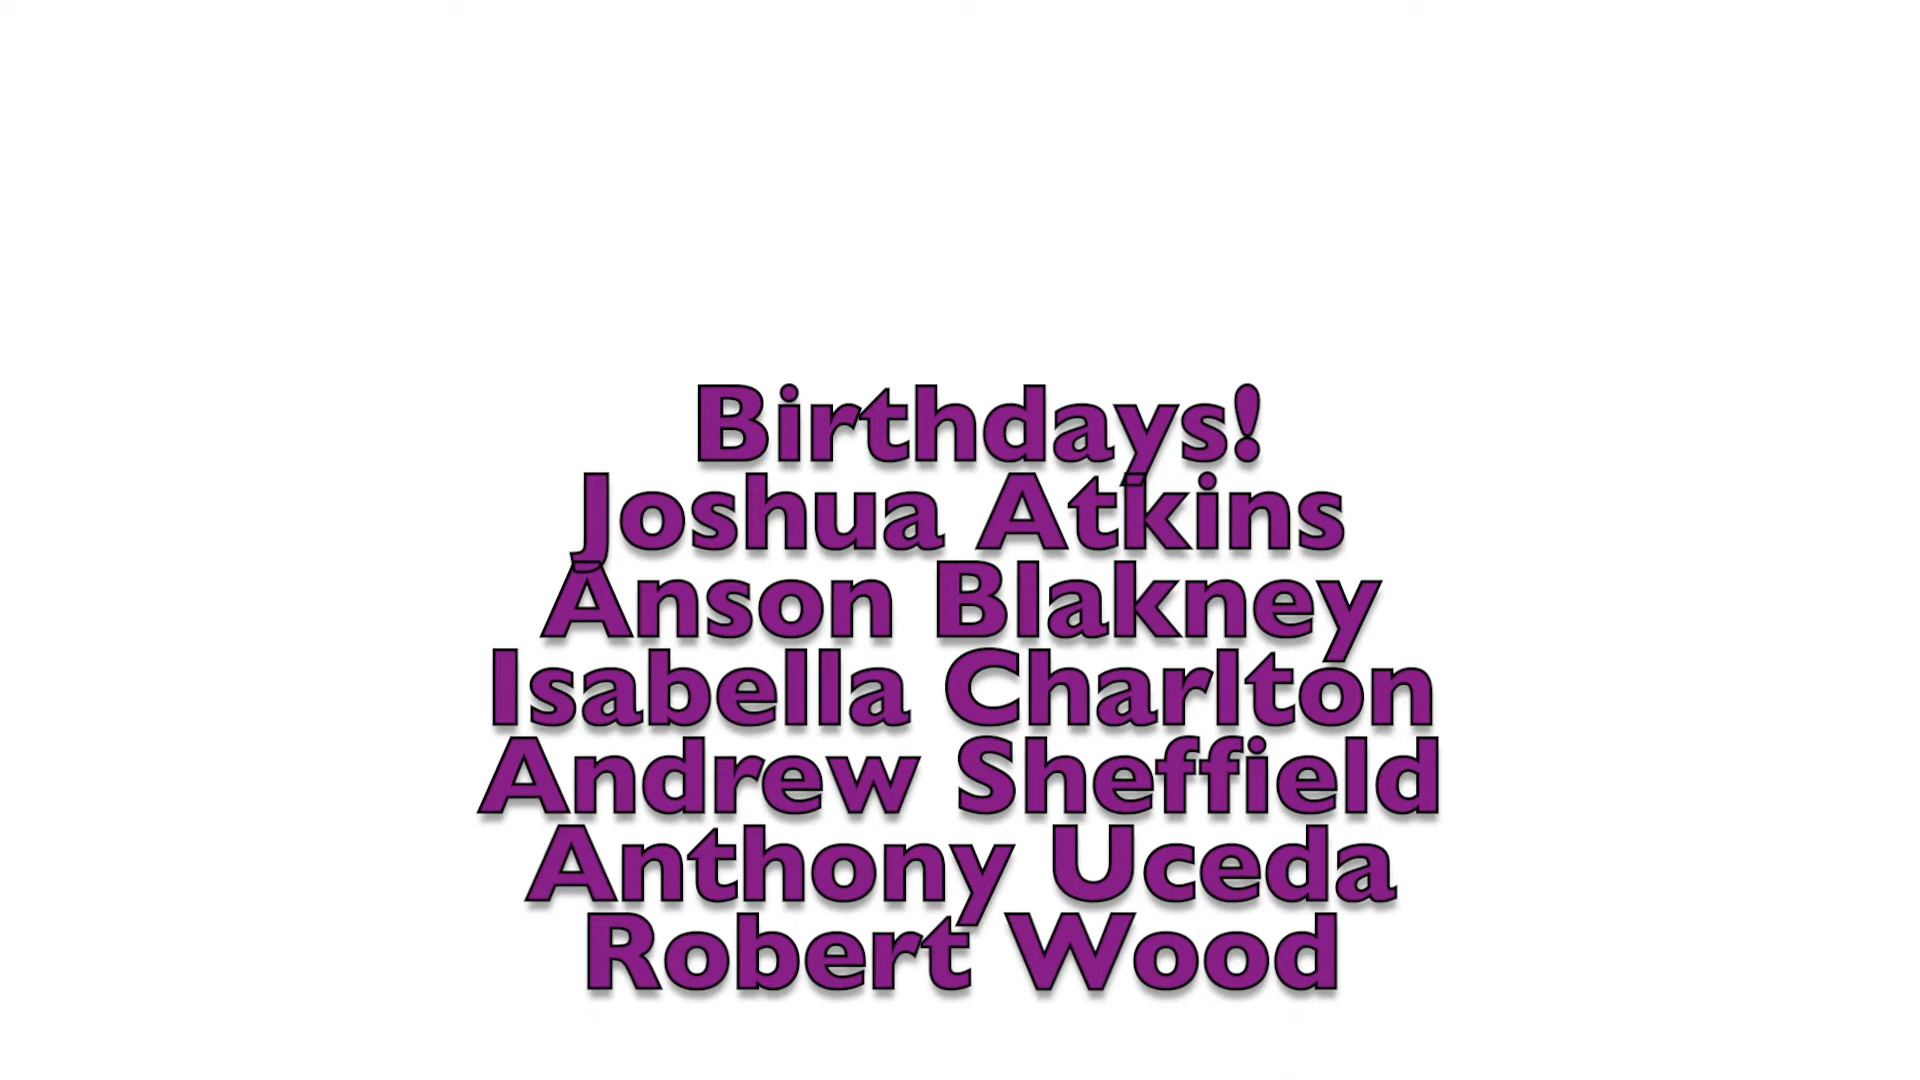 Birthdays!
Joshua Atkins
Anson Blakney
Isabella Charlton
Andrew Sheffield
Anthony Uceda
Robert Wood